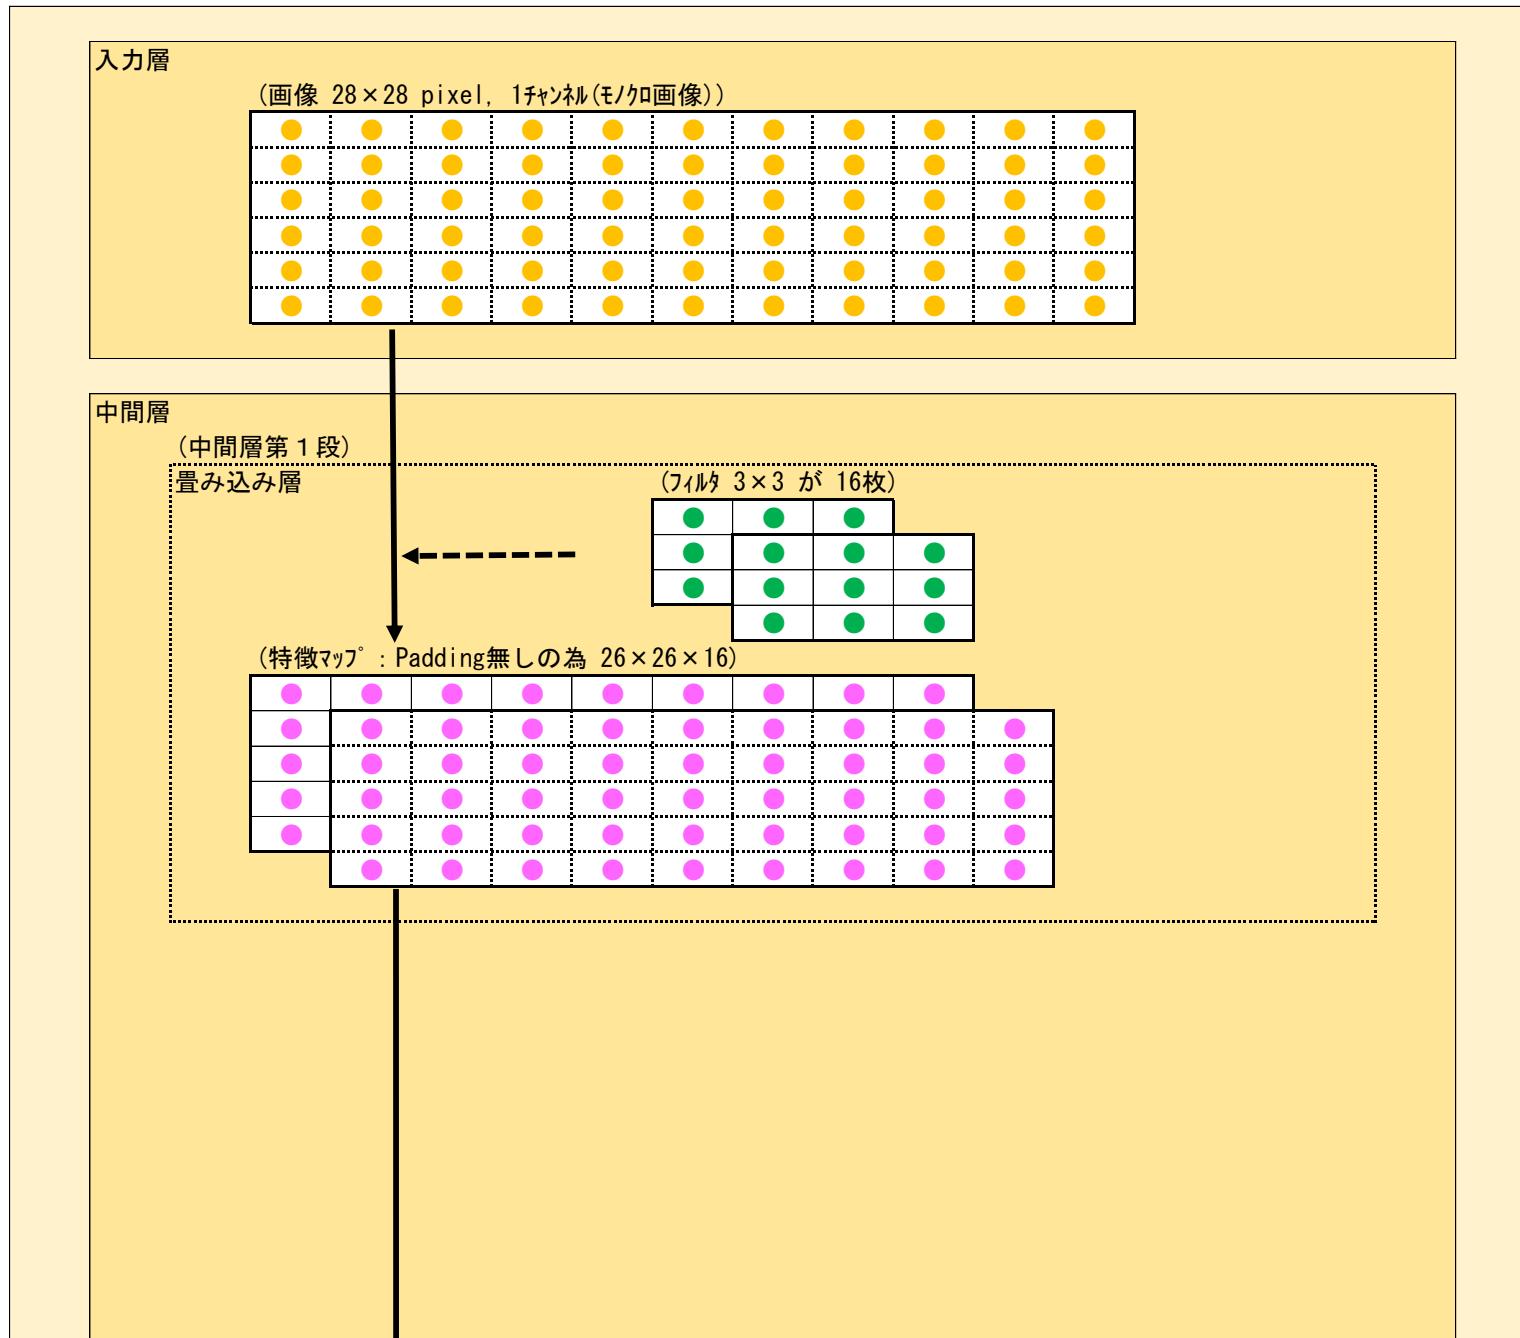 入力層
(画像 28×28 pixel, 1ﾁｬﾝﾈﾙ(ﾓﾉｸﾛ画像))
中間層
(中間層第１段)
畳み込み層
(ﾌｨﾙﾀ 3×3 が 16枚)
(特徴ﾏｯﾌﾟ：Padding無しの為 26×26×16)